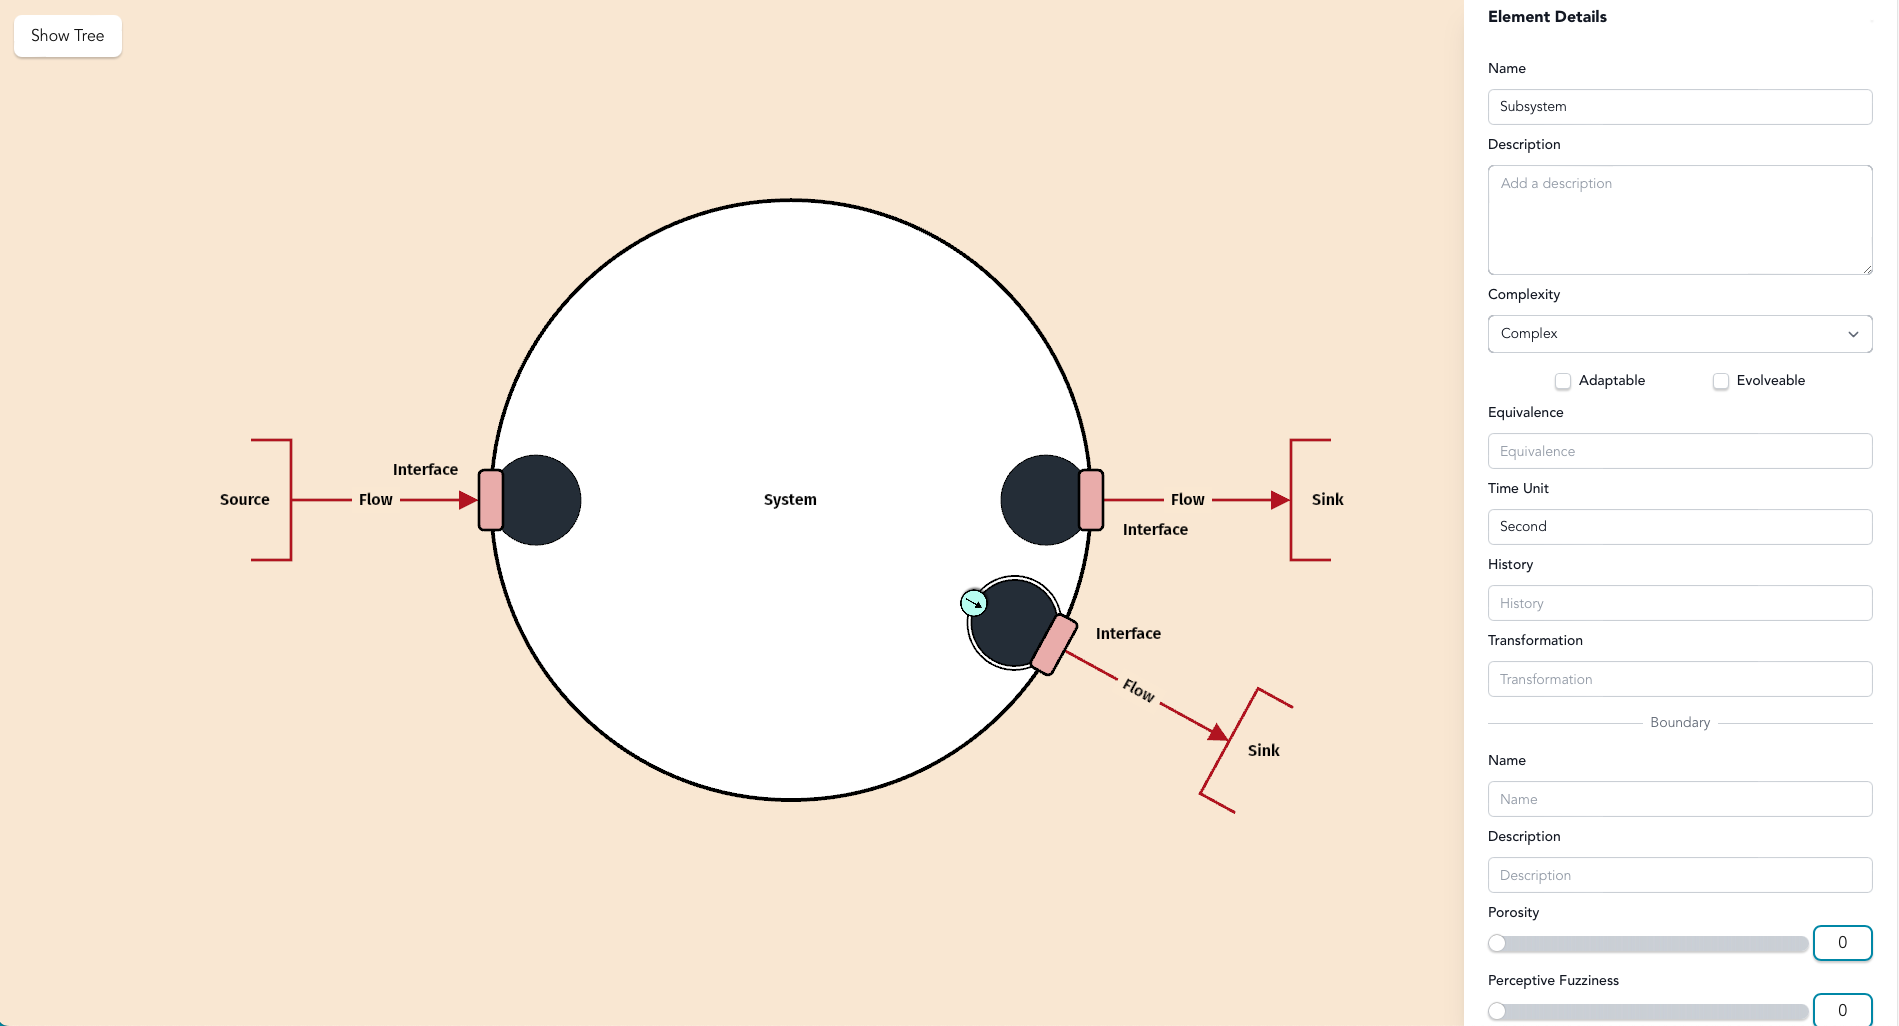 Show Tree
Interface
Source
Flow
System
Flow
Sink
Interface
Interface
Flow
Sink
Element Details
Name
Subsystem
Description
Add a description
Complexity
Complex
Adaptable
Evolveable
Equivalence
Equivalence
Time Unit
Second
History
History
Transformation
Transformation
Boundary
Name
Name
Description
Description
Porosity
0
Perceptive Fuzziness
0